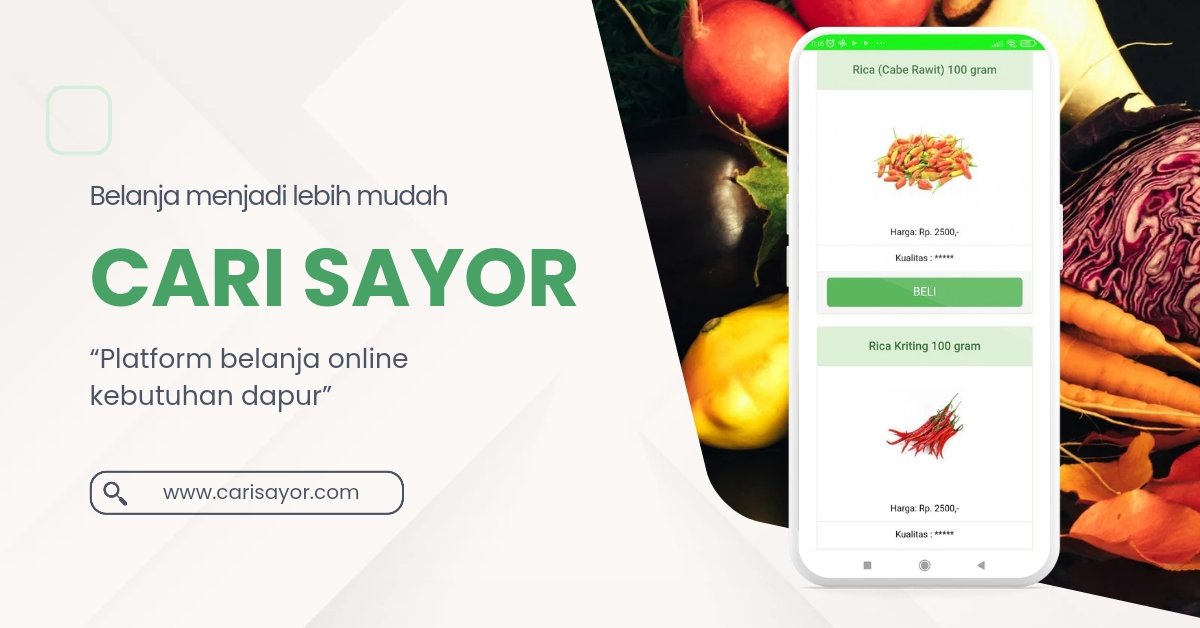 Belanja menjadi lebih mudah
CARI SAYOR
“Platform belanja online
kebutuhan dapur”
www.carisayor.com
Rica (Cabe Rawit) 100 gram
Harga: Rp. 2500,-
Kualitas : *****
BELI
Rica Kriting 100 gram
Harga: Rp. 2500,-
Kualitas : *****